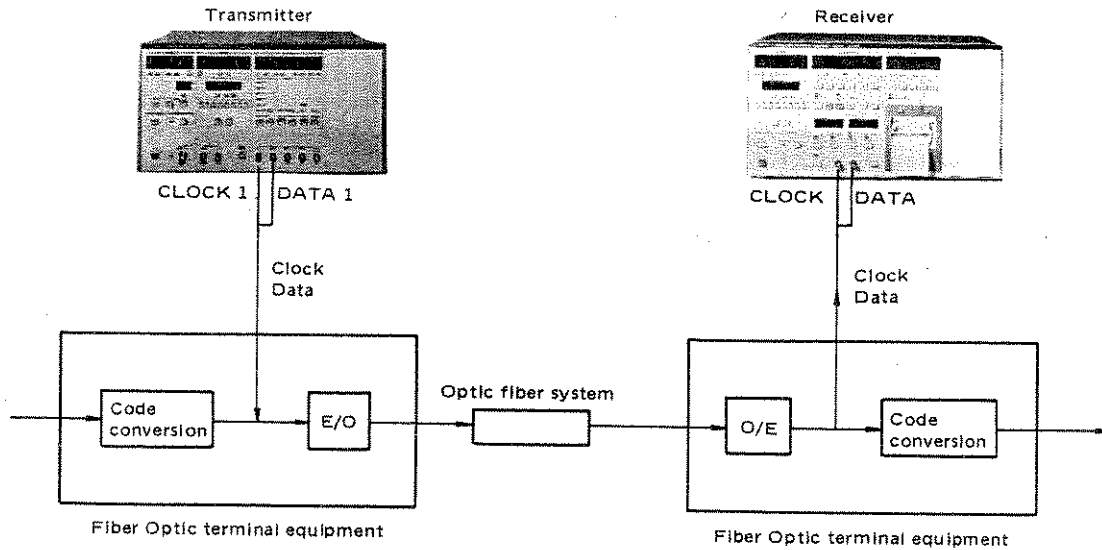 Transmitter
Receiver
CLOCK 1 DATA 1
CLOCK DATA
Clock
Data
Clock
Data
Optic fiber system
Code
conversion
E/O
O/E
Code
conversion
Fiber Optic terminal equipment
Fiber Optic terminal equipment